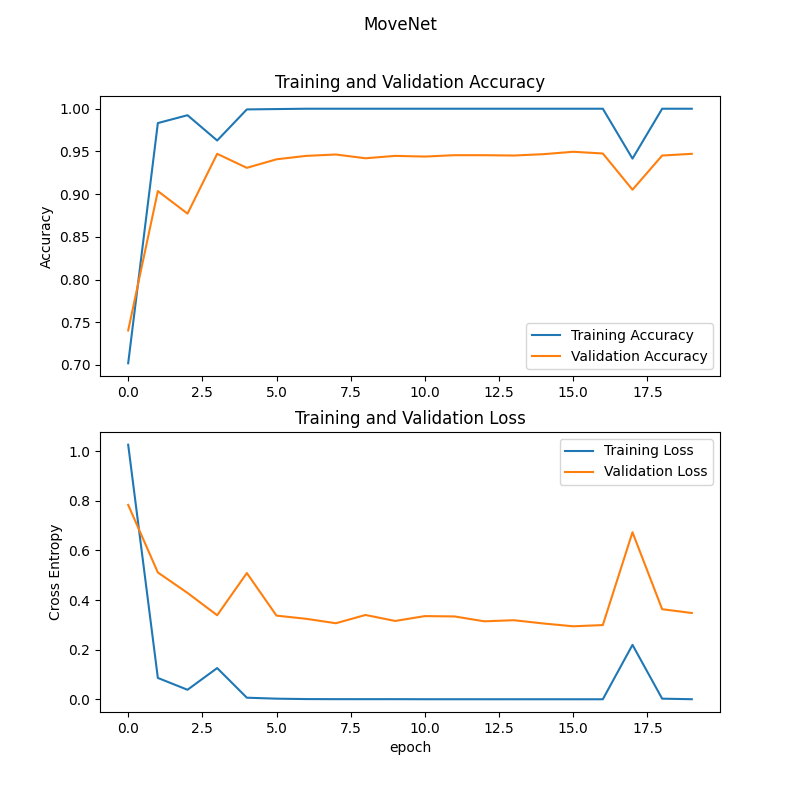 MoveNet
Training and Validation Accuracy
Accuracy
1.00
0.95
0.90
0.85
0.80
0.75
0.70
Training Accuracy
Validation Accuracy
0.0 2.5 5.0 7.5 10.0 12.5 15.0 17.5
Training and Validation Loss
Cross Entropy
1.0
0.8
0.6
0.4
0.2
0.0
Training Loss
Validation Loss
0.0 2.5 5.0 7.5 10.0 12.5 15.0 17.5
epoch